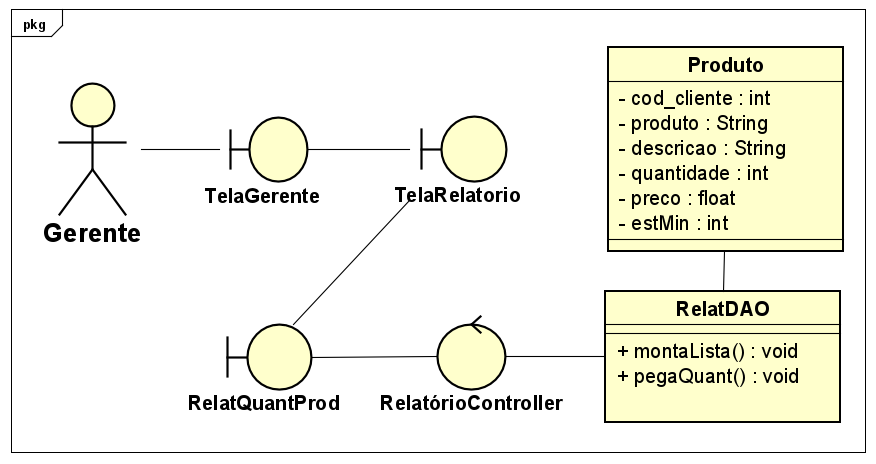 pkg
Gerente
TelaGerente
TelaRelatorio
Produto
- cod_cliente : int
- produto : String
- descricao : String
- quantidade : int
- preco : float
- estMin : int
RelatQuantProd
RelatórioController
RelatDAO
+ montaLista() : void
+ pegaQuant() : void